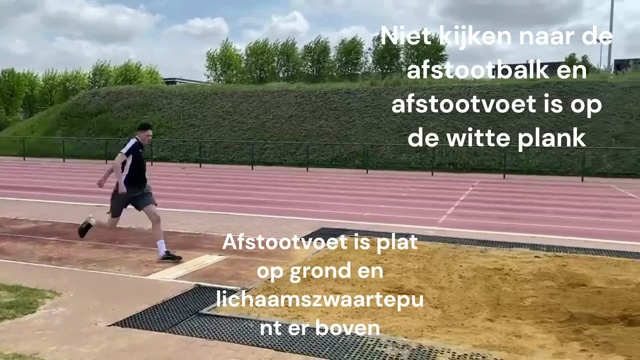 Niet kijken naar de
afstootbalk en
afstootvoet is op
de witte plank
Afstootvoet is plat
op grond en
lichaamszwaartepu
nt er boven